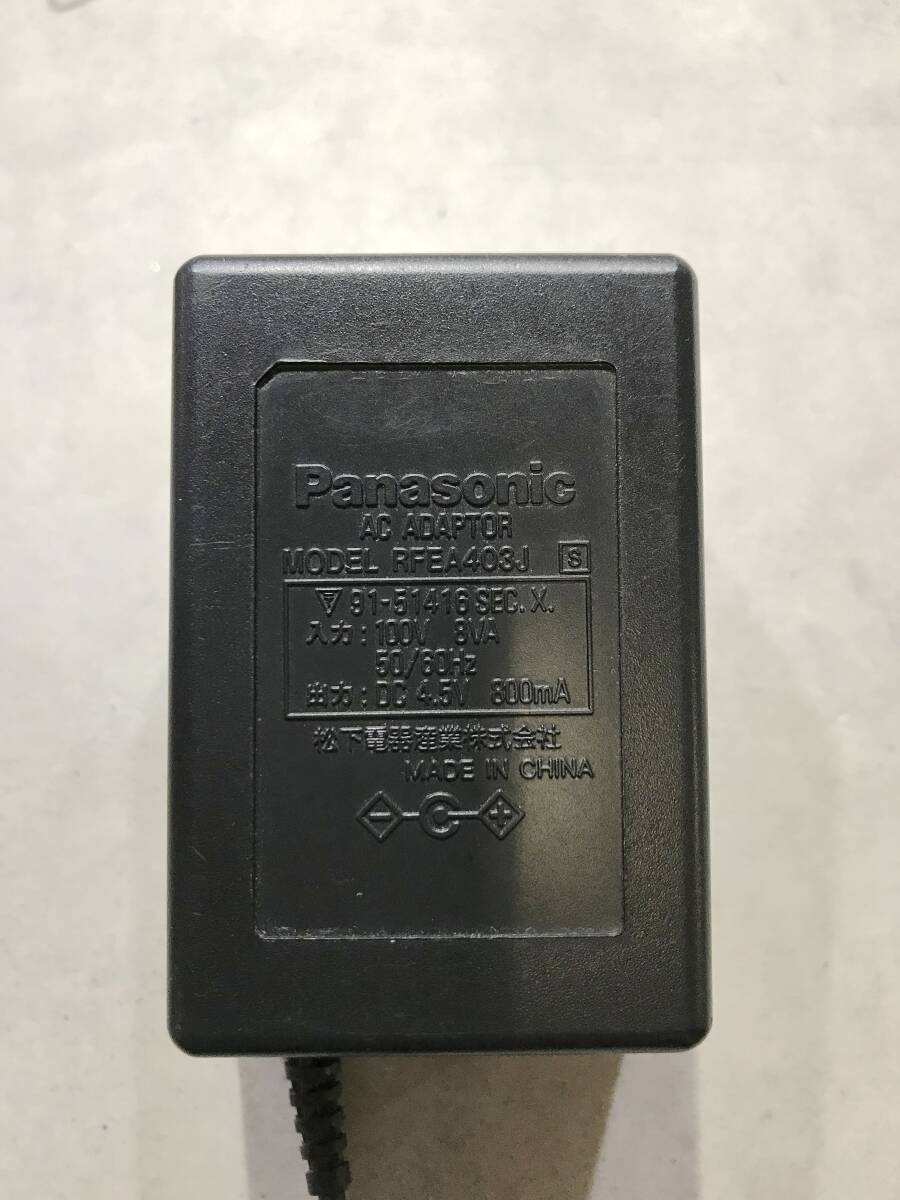 Panasonic
AC ADAPTOR
MODEL RFEA403J S
91-51416 SEC. X.
入力 : 100V 8VA
50/60Hz
出力 : DC 4.5V 800mA
松下電器産業株式会社
MADE IN CHINA